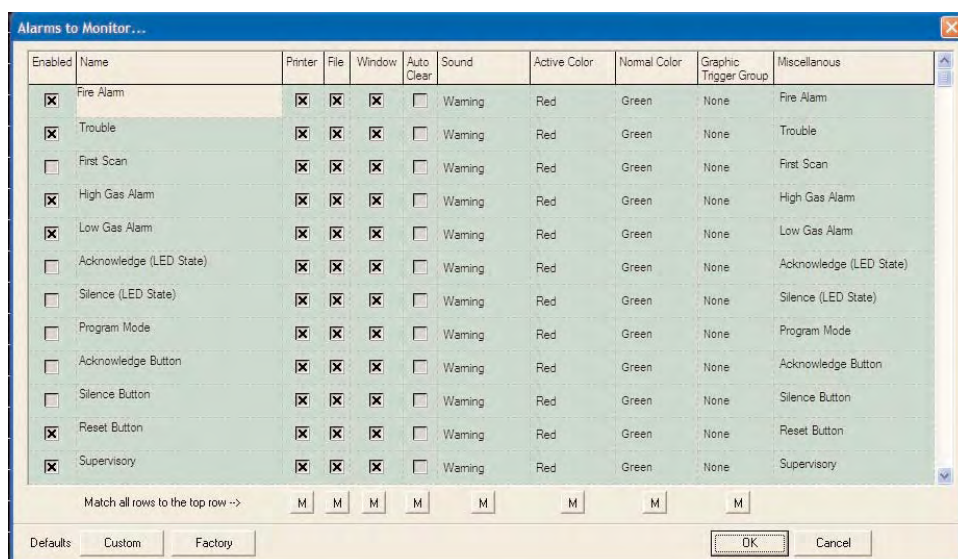 Alarms to Monitor...
Enabled Name Printer File Window Auto Clear Sound Active Color Normal Color Graphic Trigger Group Miscellanous
Fire Alarm Warning Red Green None Fire Alarm
Trouble Warning Red Green None Trouble
First Scan Warning Red Green None First Scan
High Gas Alarm Warning Red Green None High Gas Alarm
Low Gas Alarm Warning Red Green None Low Gas Alarm
Acknowledge (LED State) Warning Red Green None Acknowledge (LED State)
Silence (LED State) Warning Red Green None Silence (LED State)
Program Mode Warning Red Green None Program Mode
Acknowledge Button Warning Red Green None Acknowledge Button
Silence Button Warning Red Green None Silence Button
Reset Button Warning Red Green None Reset Button
Supervisory Warning Red Green None Supervisory
Match all rows to the top row --> M M M M M M M M
Defaults Custom Factory OK Cancel